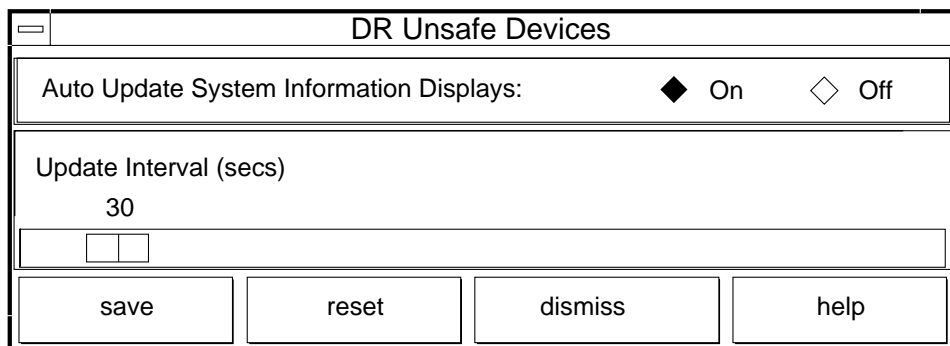 DR Unsafe Devices
Auto Update System Information Displays: On Off
Update Interval (secs)
30
save reset dismiss help